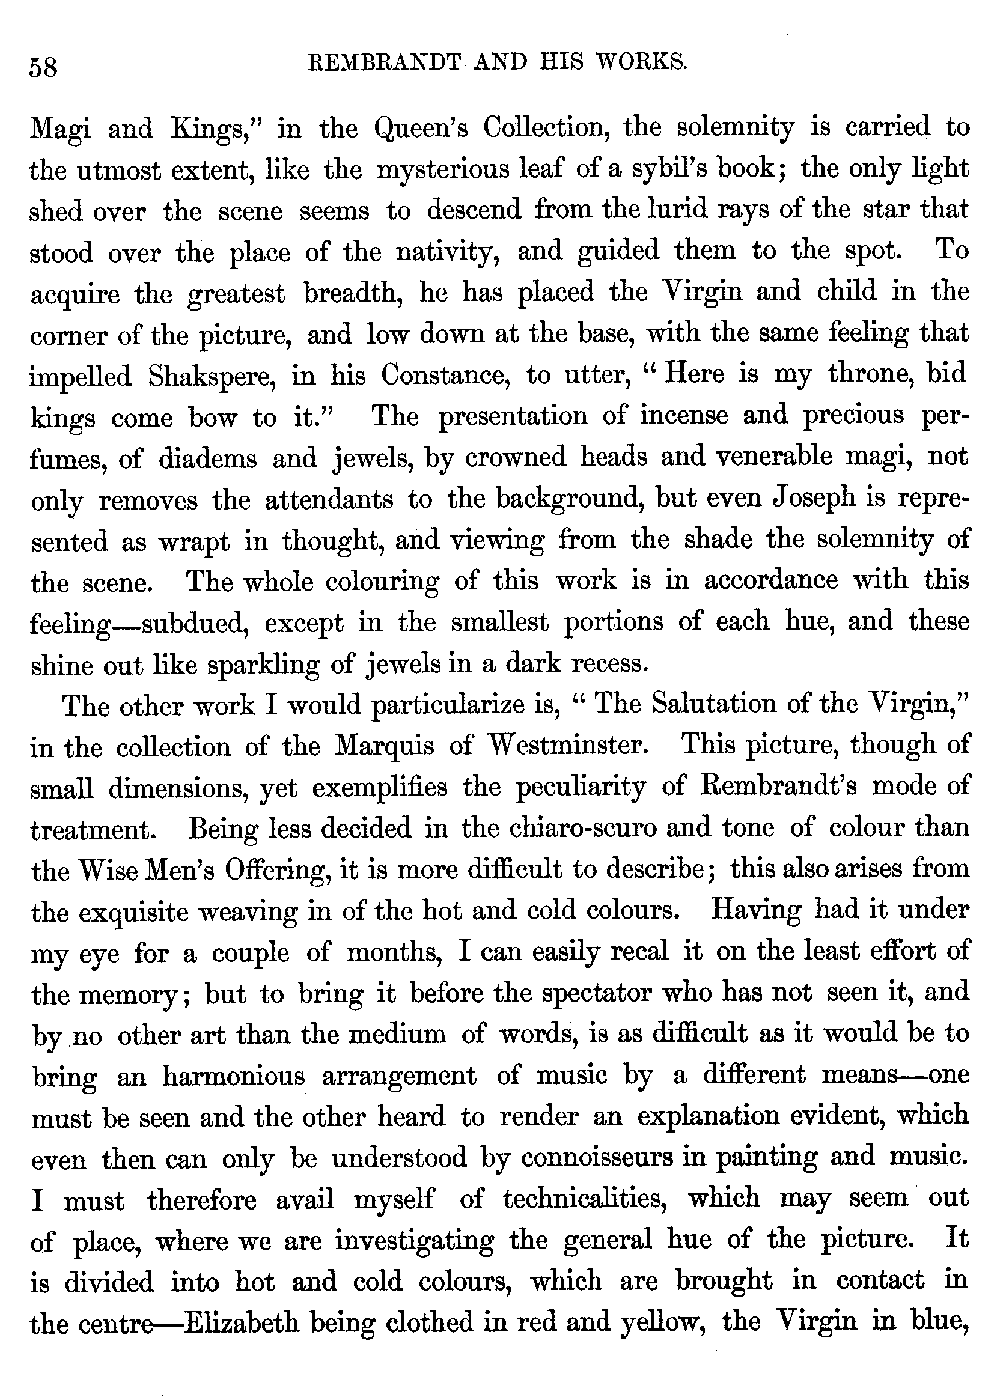 58 REMBRANDT AND HIS WORKS.
Magi and Kings,” in the Queen’s Collection, the solemnity is carried to
the utmost extent, like the mysterious leaf of a sybil’s book; the only light
shed over the scene seems to descend from the lurid rays of the star that
stood over the place of the nativity, and guided them to the spot. To
acquire the greatest breadth, he has placed the Virgin and child in the
corner of the picture, and low down at the base, with the same feeling that
impelled Shakspere, in his Constance, to utter, “Here is my throne, bid
kings come bow to it.” The presentation of incense and precious per-
fumes, of diadems and jewels, by crowned heads and venerable magi, not
only removes the attendants to the background, but even Joseph is repre-
sented as wrapt in thought, and viewing from the shade the solemnity of
the scene. The whole colouring of this work is in accordance with this
feeling—subdued, except in the smallest portions of each hue, and these
shine out like sparkling of jewels in a dark recess.
The other work I would particularize is, “The Salutation of the Virgin,”
in the collection of the Marquis of Westminster. This picture, though of
small dimensions, yet exemplifies the peculiarity of Rembrandt’s mode of
treatment. Being less decided in the chiaro-scuro and tone of colour than
the Wise Men’s Offering, it is more difficult to describe; this also arises from
the exquisite weaving in of the hot and cold colours. Having had it under
my eye for a couple of months, I can easily recal it on the least effort of
the memory; but to bring it before the spectator who has not seen it, and
by no other art than the medium of words, is as difficult as it would be to
bring an harmonious arrangement of music by a different means—one
must be seen and the other heard to render an explanation evident, which
even then can only be understood by connoisseurs in painting and music.
I must therefore avail myself of technicalities, which may seem out
of place, where we are investigating the general hue of the picture. It
is divided into hot and cold colours, which are brought in contact in
the centre—Elizabeth being clothed in red and yellow, the Virgin in blue,